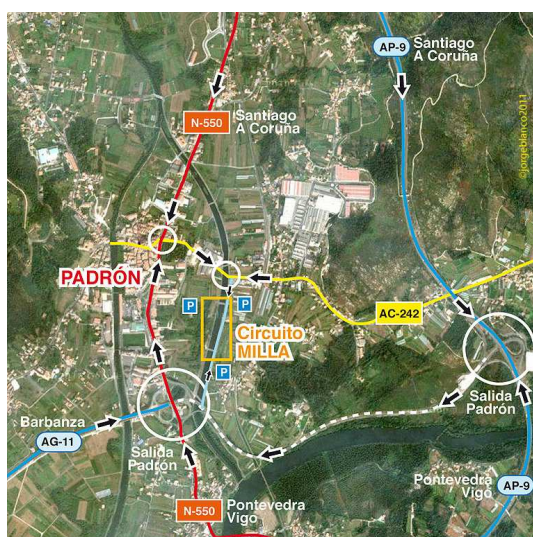 AP-9
Santiago
A Coruña
N-550
Santiago
A Coruña
©jorgeblanco2011
PADRÓN
P
P
Circuito
MILLA
AC-242
P
Salida
Padrón
Barbanza
AG-11
Salida
Padrón
N-550
Pontevedra
Vigo
Pontevedra
Vigo
AP-9